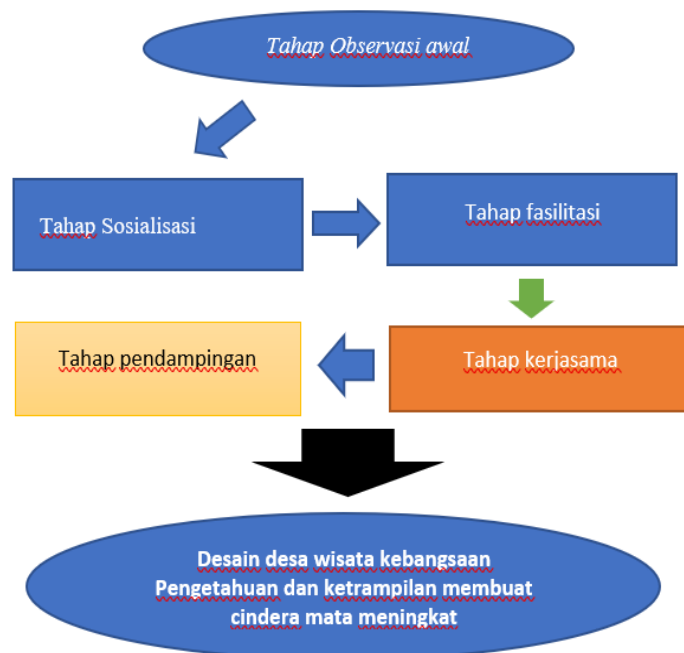 Tahap Observasi awal
Tahap Sosialisasi
Tahap fasilitasi
Tahap pendampingan
Tahap kerjasama
Desain desa wisata kebangsaan
Pengetahuan dan ketrampilan membuat
cindera mata meningkat